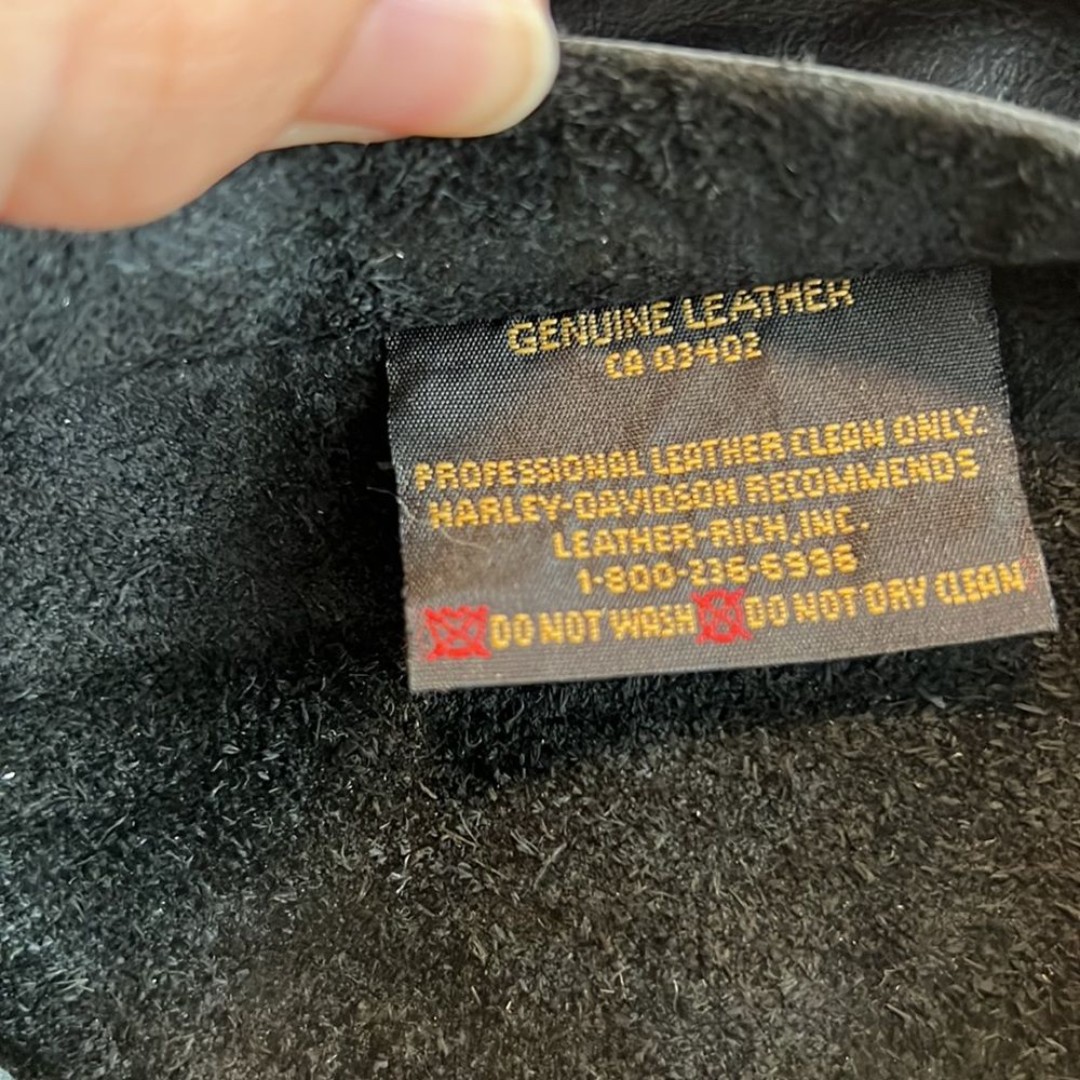 GENUINE LEATHER
CA 03402
PROFESSIONAL LEATHER CLEAN ONLY.
HARLEY-DAVIDSON RECOMMENDS
LEATHER-RICH,INC.
1-800-236-6996
DO NOT WASH DO NOT DRY CLEAN